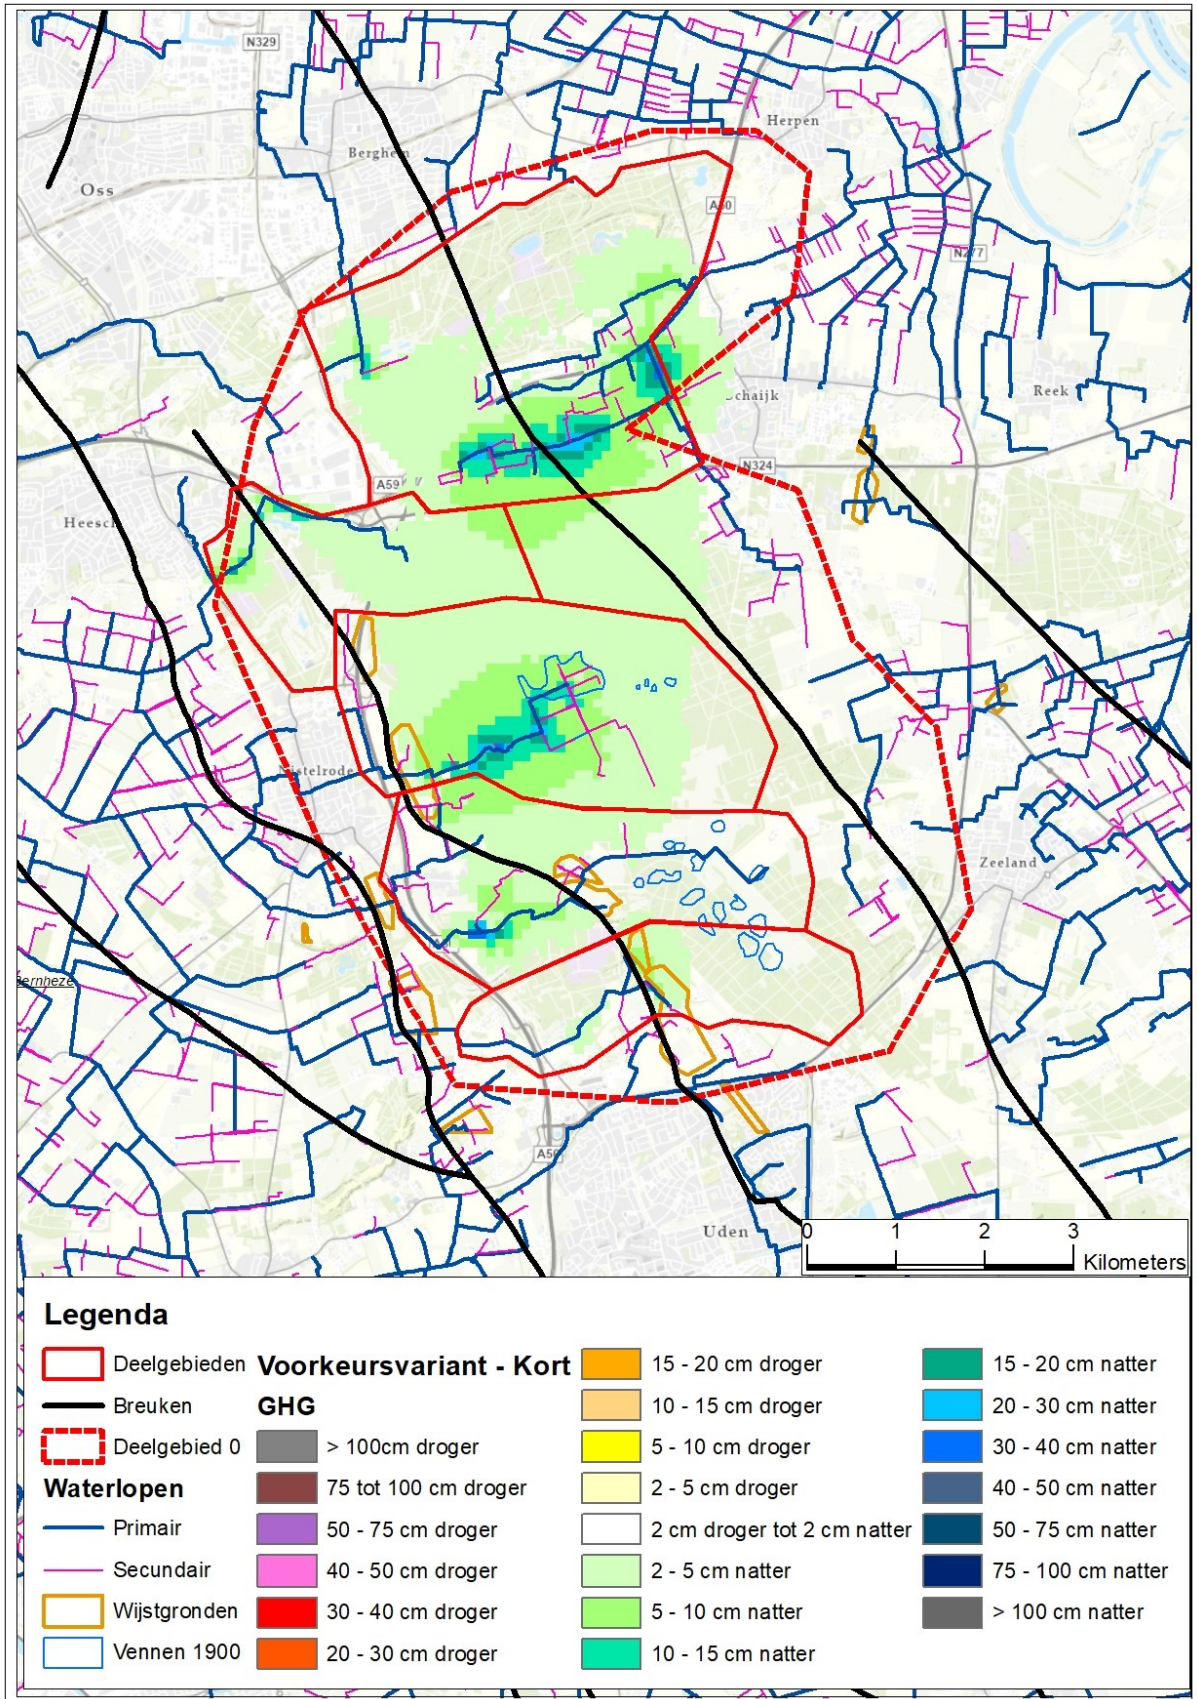 N329
Herpen
Berghem
Oss
A50
N277
Reek
Schaijk
N324
A59
Heesch
Nistelrode
Zeeland
Bernheze
A50
Uden
0 1 2 3
Kilometers
Legenda
Deelgebieden
Breuken
Deelgebied 0
Waterlopen
Primair
Secundair
Wijstgronden
Vennen 1900
Voorkeursvariant - Kort
GHG
> 100cm droger
75 tot 100 cm droger
50 - 75 cm droger
40 - 50 cm droger
30 - 40 cm droger
20 - 30 cm droger
15 - 20 cm droger
10 - 15 cm droger
5 - 10 cm droger
2 - 5 cm droger
2 cm droger tot 2 cm natter
2 - 5 cm natter
5 - 10 cm natter
10 - 15 cm natter
15 - 20 cm natter
20 - 30 cm natter
30 - 40 cm natter
40 - 50 cm natter
50 - 75 cm natter
75 - 100 cm natter
> 100 cm natter